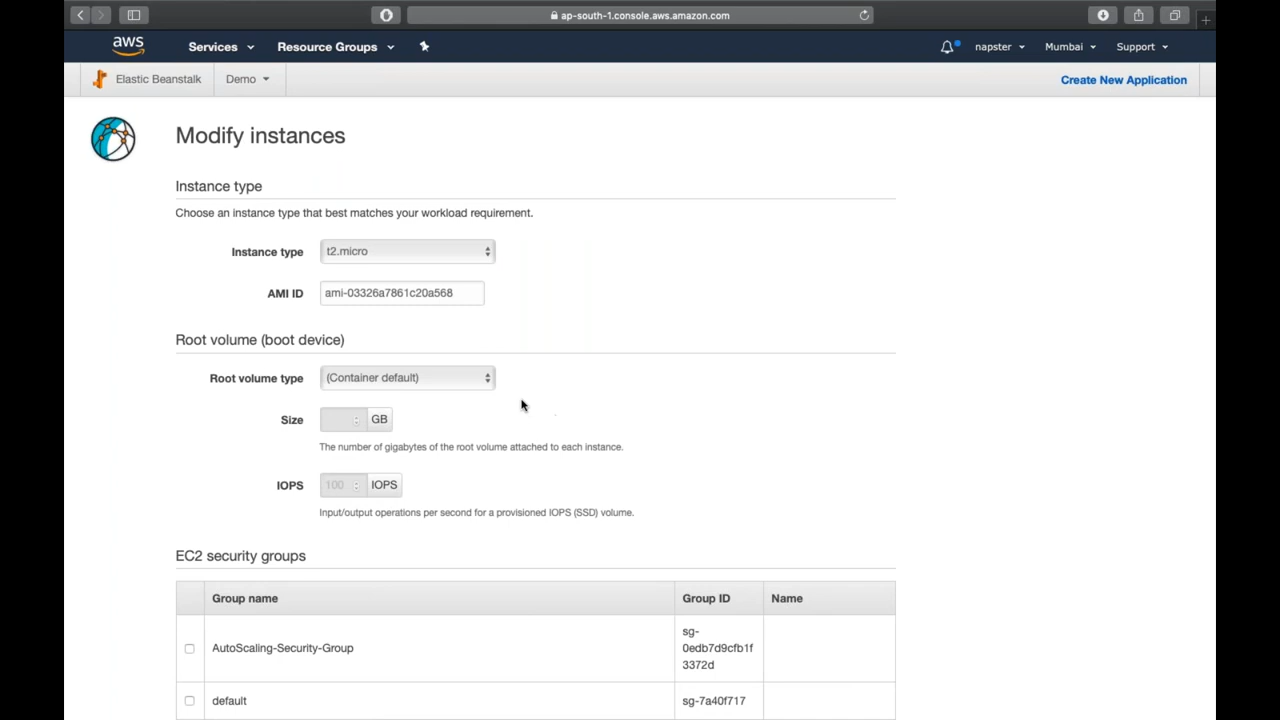 ap-south-1.console.aws.amazon.com
aws Services Resource Groups napster Mumbai Support
Elastic Beanstalk Demo Create New Application
Modify instances
Instance type
Choose an instance type that best matches your workload requirement.
Instance type t2.micro
AMI ID ami-03326a7861c20a568
Root volume (boot device)
Root volume type (Container default)
Size GB
The number of gigabytes of the root volume attached to each instance.
IOPS 100 IOPS
Input/output operations per second for a provisioned IOPS (SSD) volume.
EC2 security groups
Group name Group ID Name
AutoScaling-Security-Group sg-
0edb7d9cfb1f
3372d
default sg-7a40f717